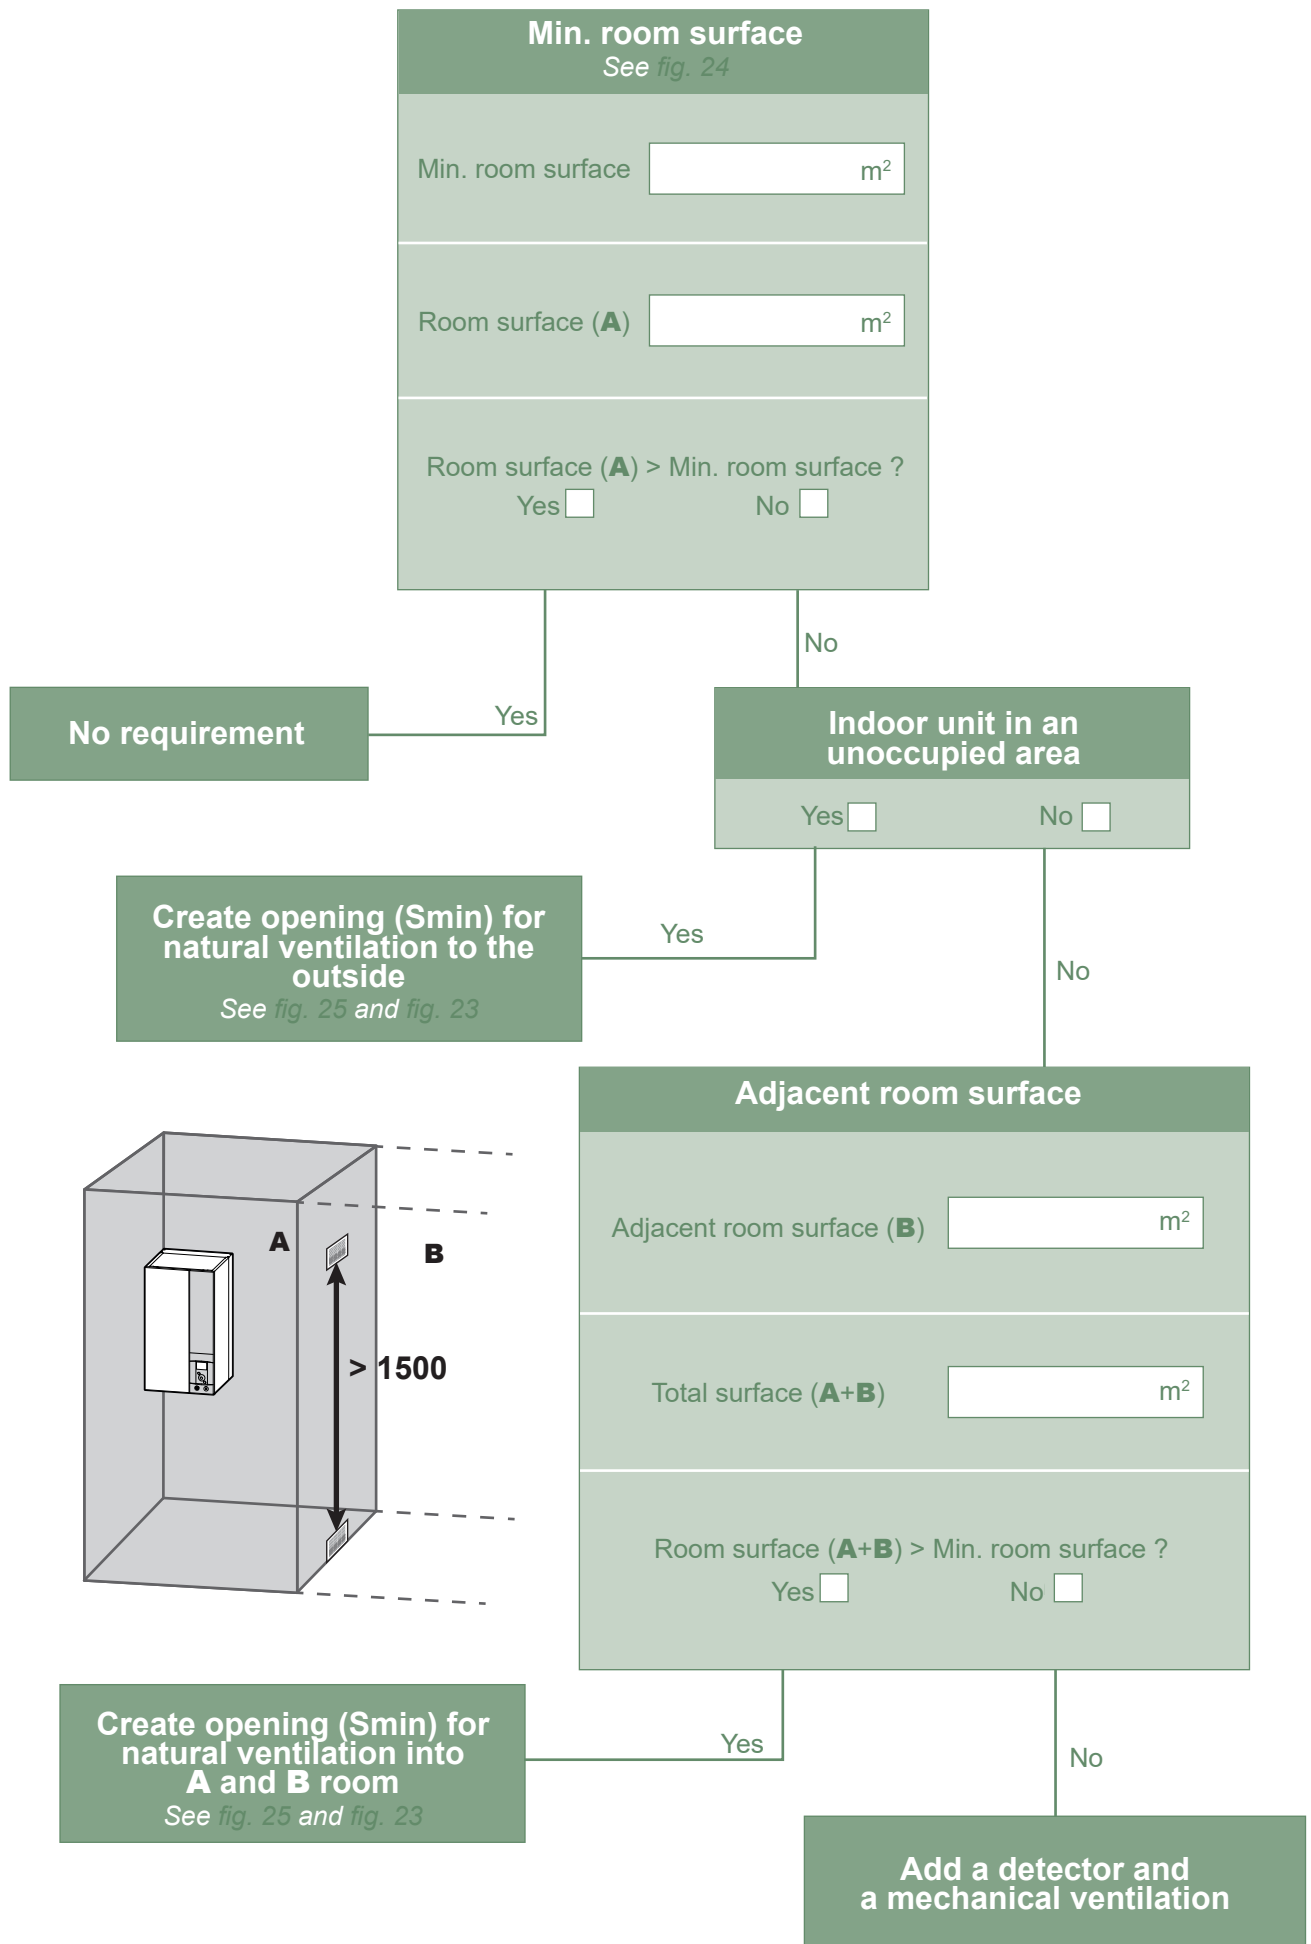 Min. room surface
See fig. 24
Min. room surface m²
Room surface (A) m²
Room surface (A) > Min. room surface ?
Yes No
No
Yes
No requirement
Indoor unit in an
unoccupied area
Yes No
Create opening (Smin) for
natural ventilation to the
outside
See fig. 25 and fig. 23
Yes
No
Adjacent room surface
Adjacent room surface (B) m²
Total surface (A+B) m²
Room surface (A+B) > Min. room surface ?
Yes No
A
B
> 1500
Create opening (Smin) for
natural ventilation into
A and B room
See fig. 25 and fig. 23
Yes
No
Add a detector and
a mechanical ventilation